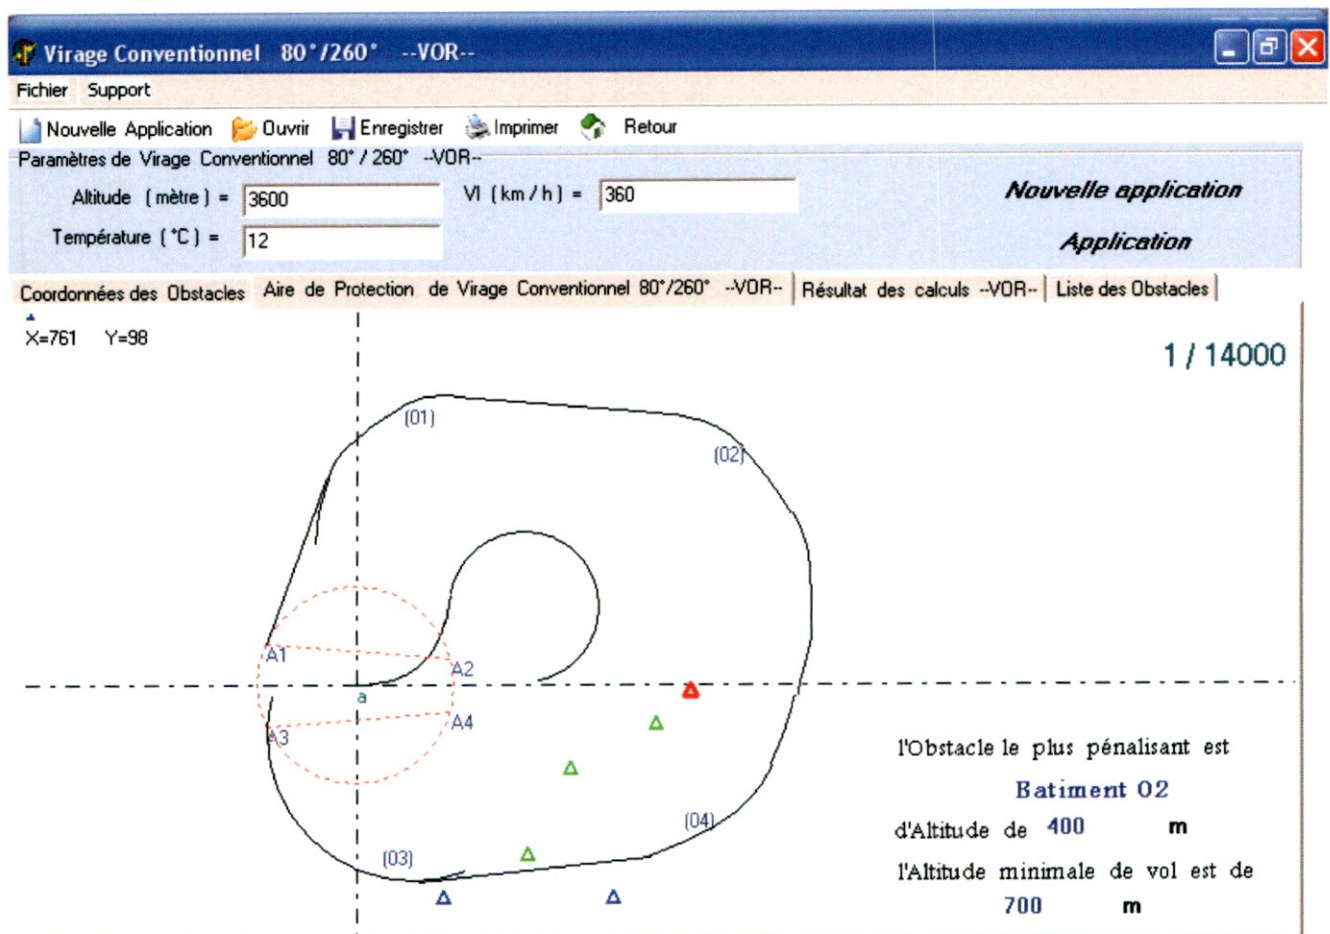 Virage Conventionnel 80°/260° --VOR--
Fichier Support
Nouvelle Application Ouvrir Enregistrer Imprimer Retour
Paramètres de Virage Conventionnel 80° / 260° --VOR--
Altitude ( mètre ) = 3600 VI ( km / h ) = 360 Nouvelle application
Température ( °C ) = 12 Application
Coordonnées des Obstacles Aire de Protection de Virage Conventionnel 80°/260° --VOR-- Résultat des calculs --VOR-- Liste des Obstacles
X=761 Y=98
1 / 14000
(01)
(02)
A1
A2
a
A3
A4
(03)
(04)
l'Obstacle le plus pénalisant est
Batiment 02
d'Altitude de 400 m
l'Altitude minimale de vol est de
700 m